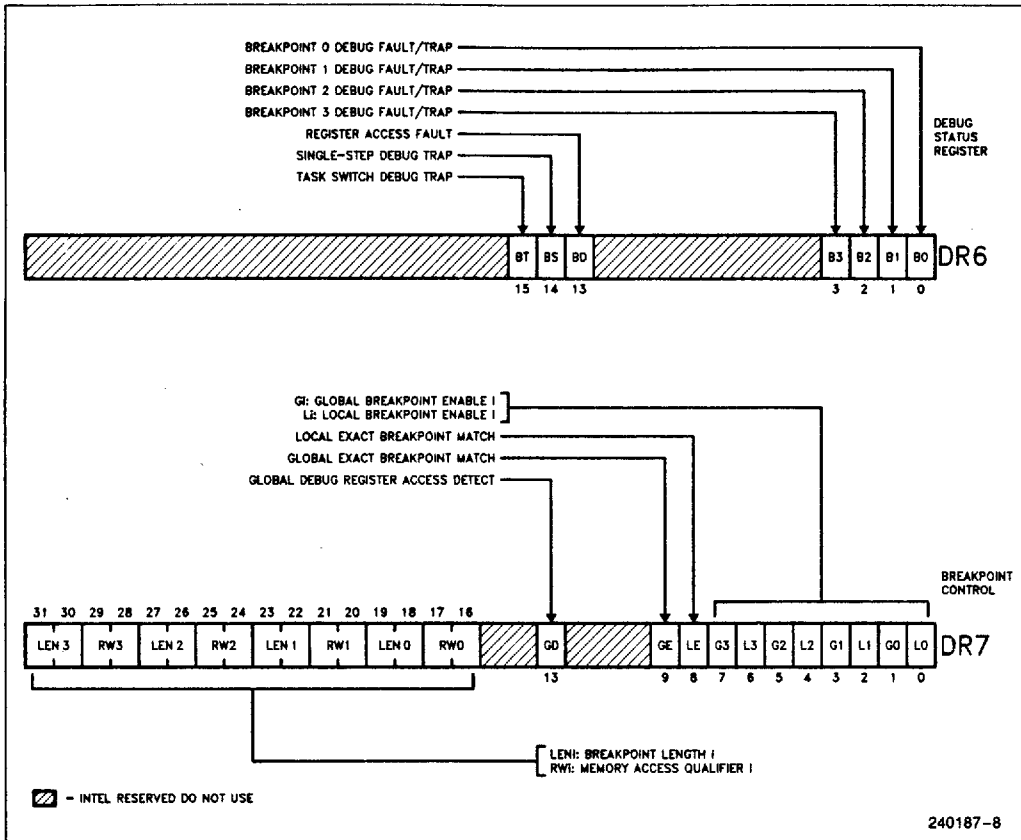 BREAKPOINT 0 DEBUG FAULT/TRAP
BREAKPOINT 1 DEBUG FAULT/TRAP
BREAKPOINT 2 DEBUG FAULT/TRAP
BREAKPOINT 3 DEBUG FAULT/TRAP
REGISTER ACCESS FAULT
SINGLE-STEP DEBUG TRAP
TASK SWITCH DEBUG TRAP
DEBUG
STATUS
REGISTER
BT BS BD B3 B2 B1 B0 DR6
15 14 13 3 2 1 0
GI: GLOBAL BREAKPOINT ENABLE I
LI: LOCAL BREAKPOINT ENABLE I
LOCAL EXACT BREAKPOINT MATCH
GLOBAL EXACT BREAKPOINT MATCH
GLOBAL DEBUG REGISTER ACCESS DETECT
BREAKPOINT
CONTROL
31 30 29 28 27 26 25 24 23 22 21 20 19 18 17 16
LEN 3 RW3 LEN 2 RW2 LEN 1 RW1 LEN 0 RW0 GD GE LE G3 L3 G2 L2 G1 L1 G0 L0 DR7
13 9 8 7 6 5 4 3 2 1 0
LENI: BREAKPOINT LENGTH I
RWI: MEMORY ACCESS QUALIFIER I
- INTEL RESERVED DO NOT USE
240187-8